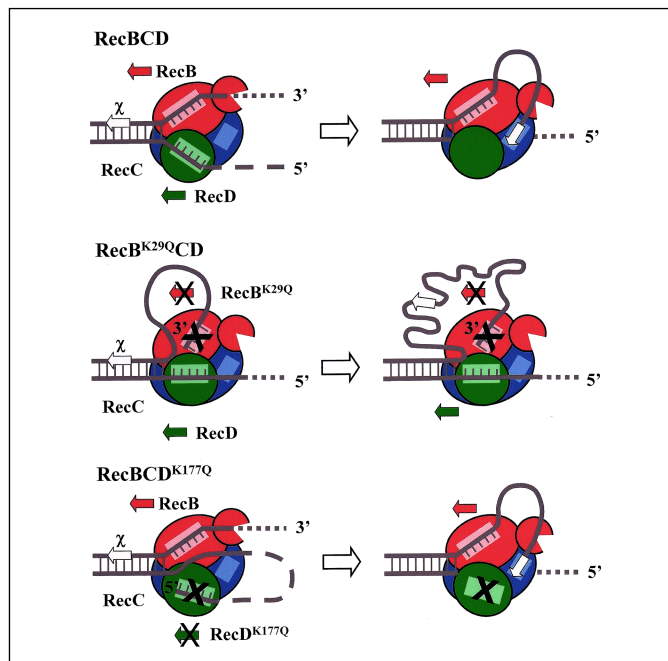 RecBCD
RecB
χ
3’
RecC
5’
RecD
5’
RecB^K29Q CD
RecB^K29Q
3’
χ
5’
RecC
RecD
3’
5’
RecBCD^K177Q
RecB
χ
3’
RecC
5’
RecD^K177Q
5’